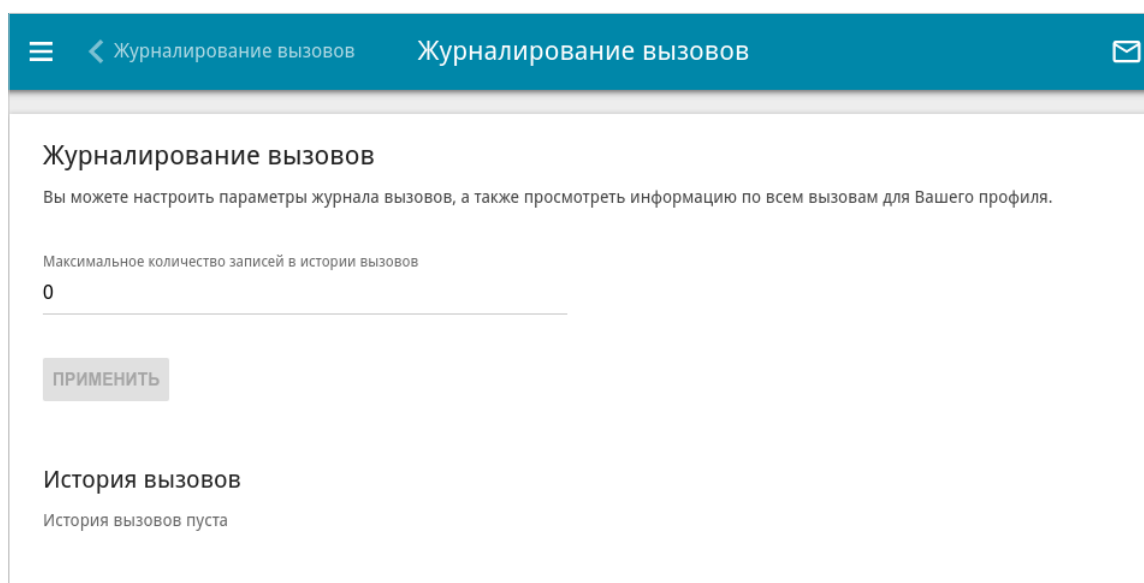 Журналирование вызовов Журналирование вызовов
Журналирование вызовов
Вы можете настроить параметры журнала вызовов, а также просмотреть информацию по всем вызовам для Вашего профиля.
Максимальное количество записей в истории вызовов
0
ПРИМЕНИТЬ
История вызовов
История вызовов пуста